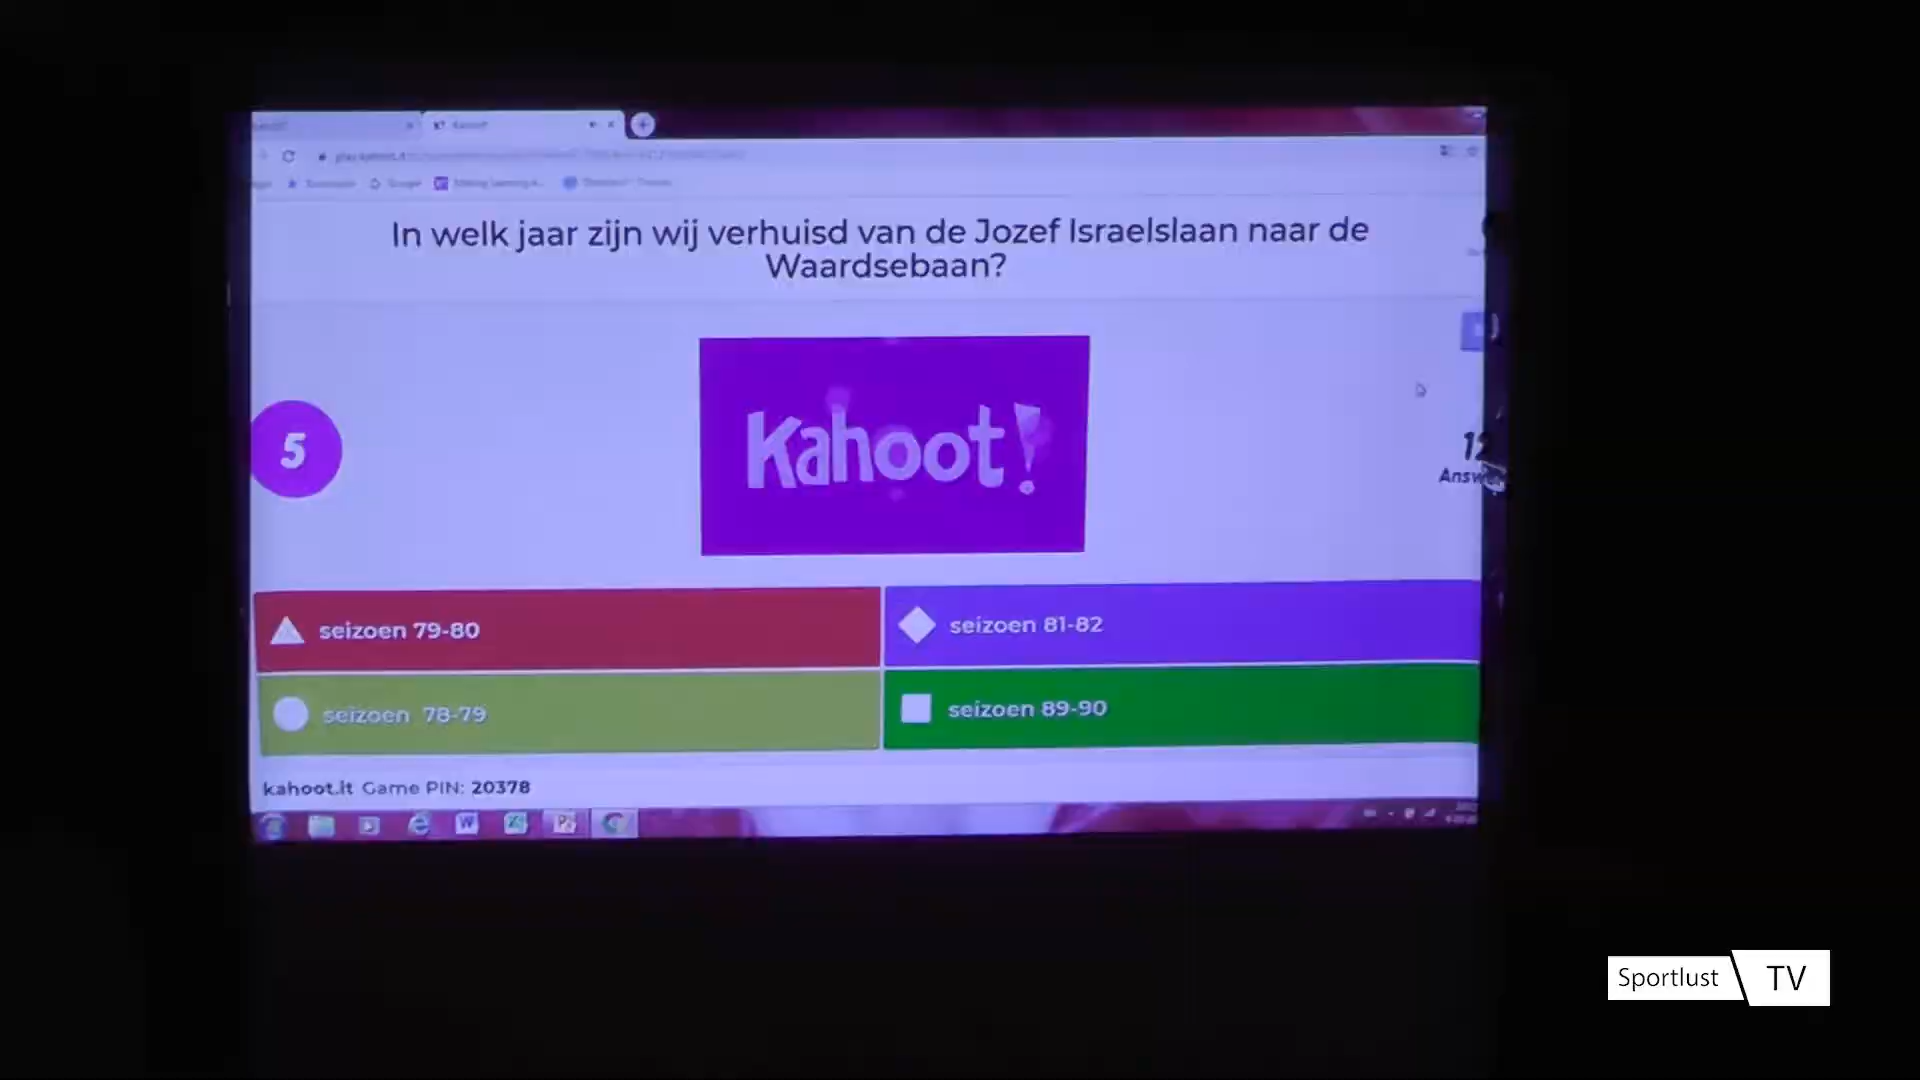 In welk jaar zijn wij verhuisd van de Jozef Israelslaan naar de
Waardsebaan?
Kahoot!
5
12
seizoen 79-80
seizoen 81-82
seizoen 78-79
seizoen 89-90
kahoot.it Game PIN: 20378
Sportlust TV